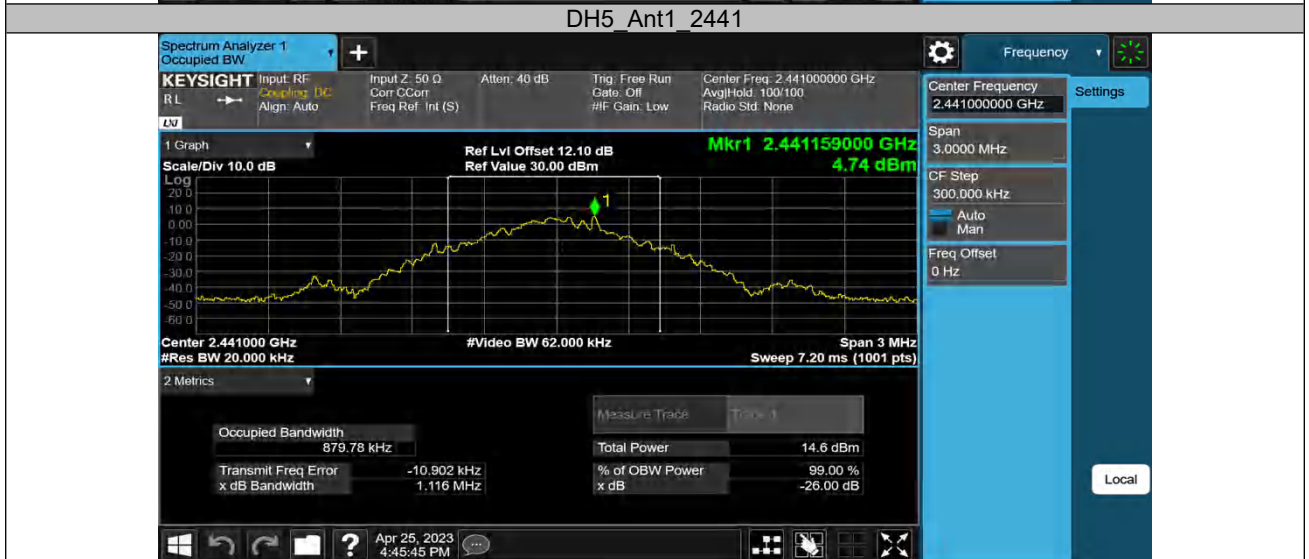 DH5_Ant1_2441
Spectrum Analyzer 1
Occupied BW
Frequency
KEYSIGHT
Input: RF
Input Z: 50 Ω
Atten: 40 dB
Trig: Free Run
Center Freq: 2.441000000 GHz
RL
Coupling: DC
Corr CCorr
Gate: Off
Avg|Hold: 100/100
Align: Auto
Freq Ref: Int (S)
#IF Gain: Low
Radio Std: None
LXI
Center Frequency
2.441000000 GHz
Settings
Span
3.0000 MHz
CF Step
300.000 kHz
Auto
Man
Freq Offset
0 Hz
1 Graph
Ref Lvl Offset 12.10 dB
Mkr1 2.441159000 GHz
Scale/Div 10.0 dB
Ref Value 30.00 dBm
4.74 dBm
Log
20.0
10.0
0.00
-10.0
-20.0
-30.0
-40.0
-50.0
-60.0
1
Center 2.441000 GHz
#Video BW 62.000 kHz
Span 3 MHz
#Res BW 20.000 kHz
Sweep 7.20 ms (1001 pts)
2 Metrics
Measure Trace
Trace 1
Occupied Bandwidth
879.78 kHz
Total Power
14.6 dBm
Transmit Freq Error
-10.902 kHz
% of OBW Power
99.00 %
x dB Bandwidth
1.116 MHz
x dB
-26.00 dB
Local
?
Apr 25, 2023
4:45:45 PM